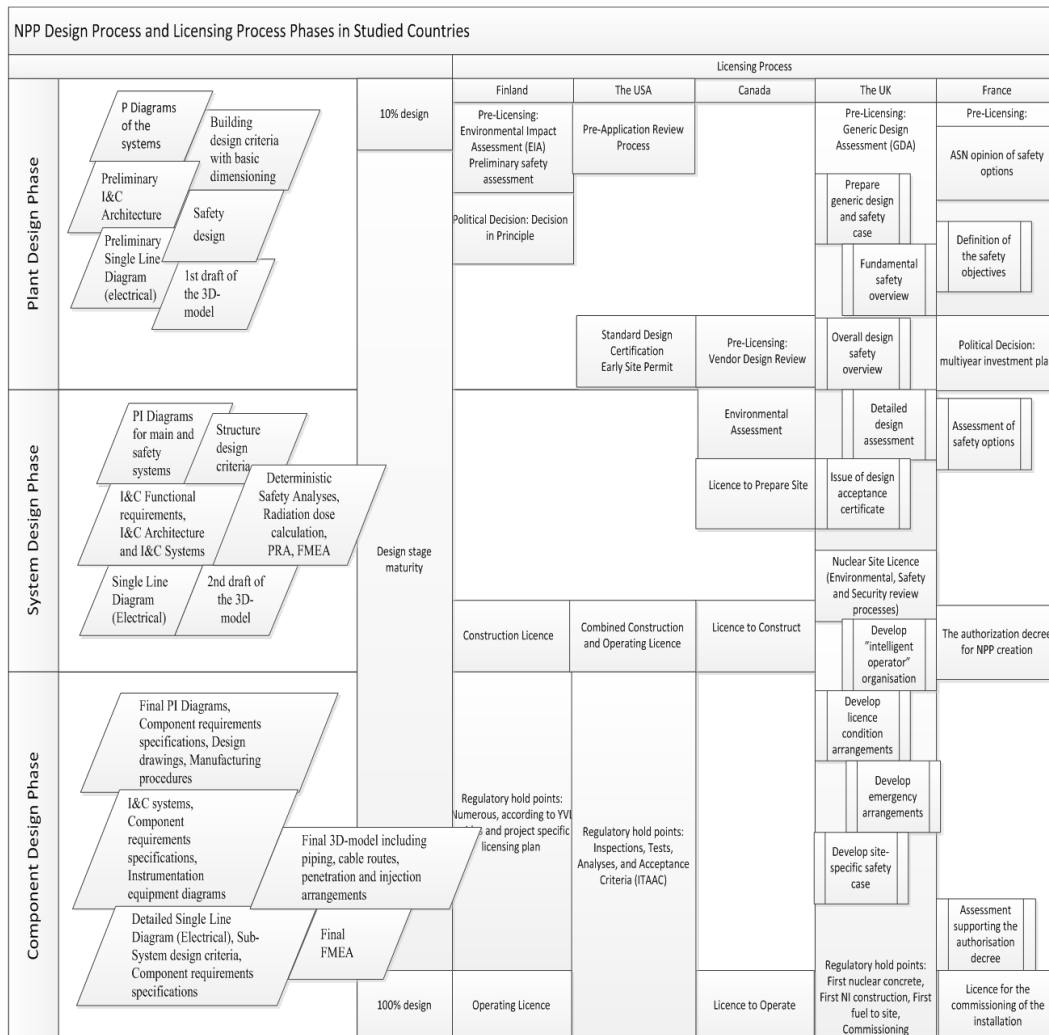 NPP Design Process and Licensing Process Phases in Studied Countries
Licensing Process
Finland
The USA
Canada
The UK
France
Plant Design Phase
P Diagrams
of the
systems
Building
design criteria
with basic
dimensioning
Preliminary
I&C
Architecture
Safety
design
Preliminary
Single Line
Diagram
(electrical)
1st draft of
the 3D-
model
10% design
Pre-Licensing:
Environmental Impact
Assessment (EIA)
Preliminary safety
assessment
Political Decision: Decision
in Principle
Pre-Application Review
Process
Standard Design
Certification
Early Site Permit
Pre-Licensing:
Vendor Design Review
Pre-Licensing:
Generic Design
Assessment (GDA)
Prepare
generic design
and safety
case
Fundamental
safety
overview
Overall design
safety
overview
Pre-Licensing:
ASN opinion of safety
options
Definition of
the safety
objectives
Political Decision:
multiyear investment pla
System Design Phase
PI Diagrams
for main and
safety
systems
Structure
design
criteria
I&C Functional
requirements,
I&C Architecture
and I&C Systems
Deterministic
Safety Analyses,
Radiation dose
calculation,
PRA, FMEA
Single Line
Diagram
(Electrical)
2nd draft of
the 3D-
model
Design stage
maturity
Construction Licence
Combined Construction
and Operating Licence
Environmental
Assessment
Licence to Prepare Site
Licence to Construct
Detailed
design
assessment
Issue of design
acceptance
certificate
Nuclear Site Licence
(Environmental, Safety
and Security review
processes)
Develop
"intelligent
operator"
organisation
Assessment of
safety options
The authorization decree
for NPP creation
Component Design Phase
Final PI Diagrams,
Component requirements
specifications, Design
drawings, Manufacturing
procedures
I&C systems,
Component
requirements
specifications,
Instrumentation
equipment diagrams
Final 3D-model including
piping, cable routes,
penetration and injection
arrangements
Detailed Single Line
Diagram (Electrical), Sub-
System design criteria,
Component requirements
specifications
Final
FMEA
100% design
Regulatory hold points:
Numerous, according to YVL
and project specific
licensing plan
Operating Licence
Regulatory hold points:
Inspections, Tests,
Analyses, and Acceptance
Criteria (ITAAC)
Licence to Operate
Develop
licence
condition
arrangements
Develop
emergency
arrangements
Develop site-
specific safety
case
Regulatory hold points:
First nuclear concrete,
First NI construction, First
fuel to site,
Commissioning
Assessment
supporting the
authorisation
decree
Licence for the
commissioning of the
installation